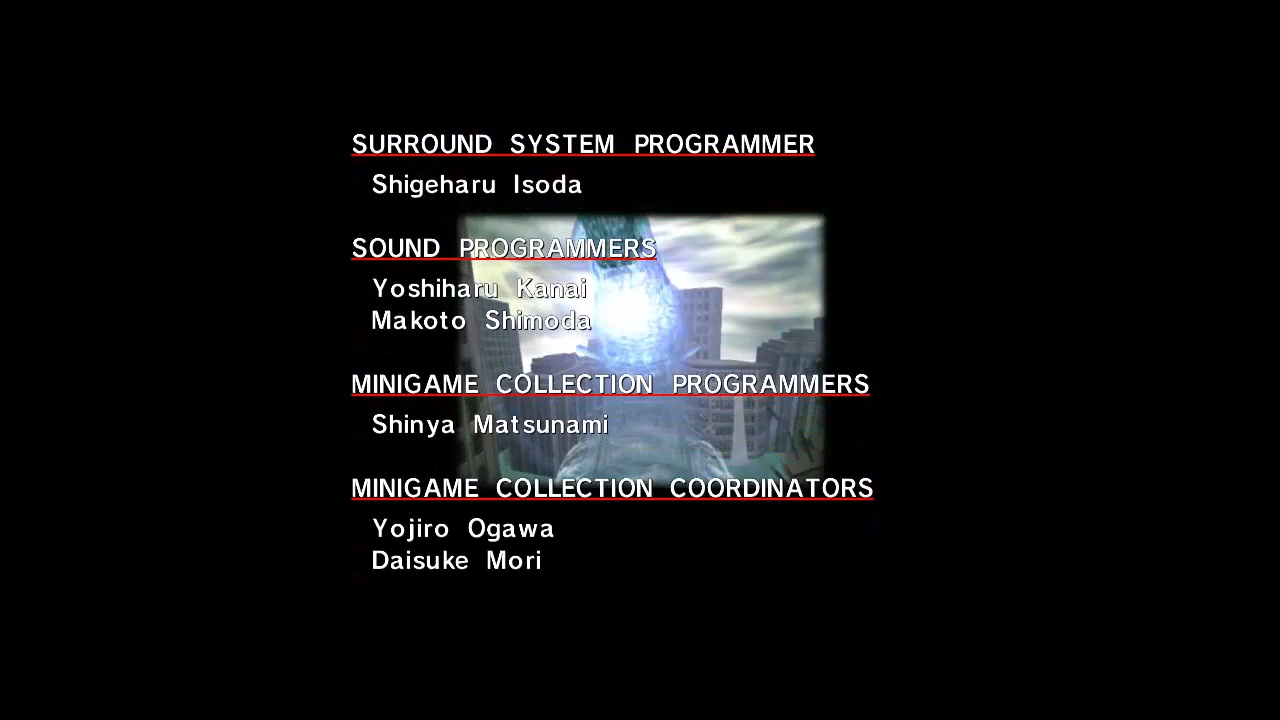 SURROUND SYSTEM PROGRAMMER
Shigeharu Isoda
SOUND PROGRAMMERS
Yoshiharu Kanai
Makoto Shimoda
MINIGAME COLLECTION PROGRAMMERS
Shinya Matsunami
MINIGAME COLLECTION COORDINATORS
Yojiro Ogawa
Daisuke Mori